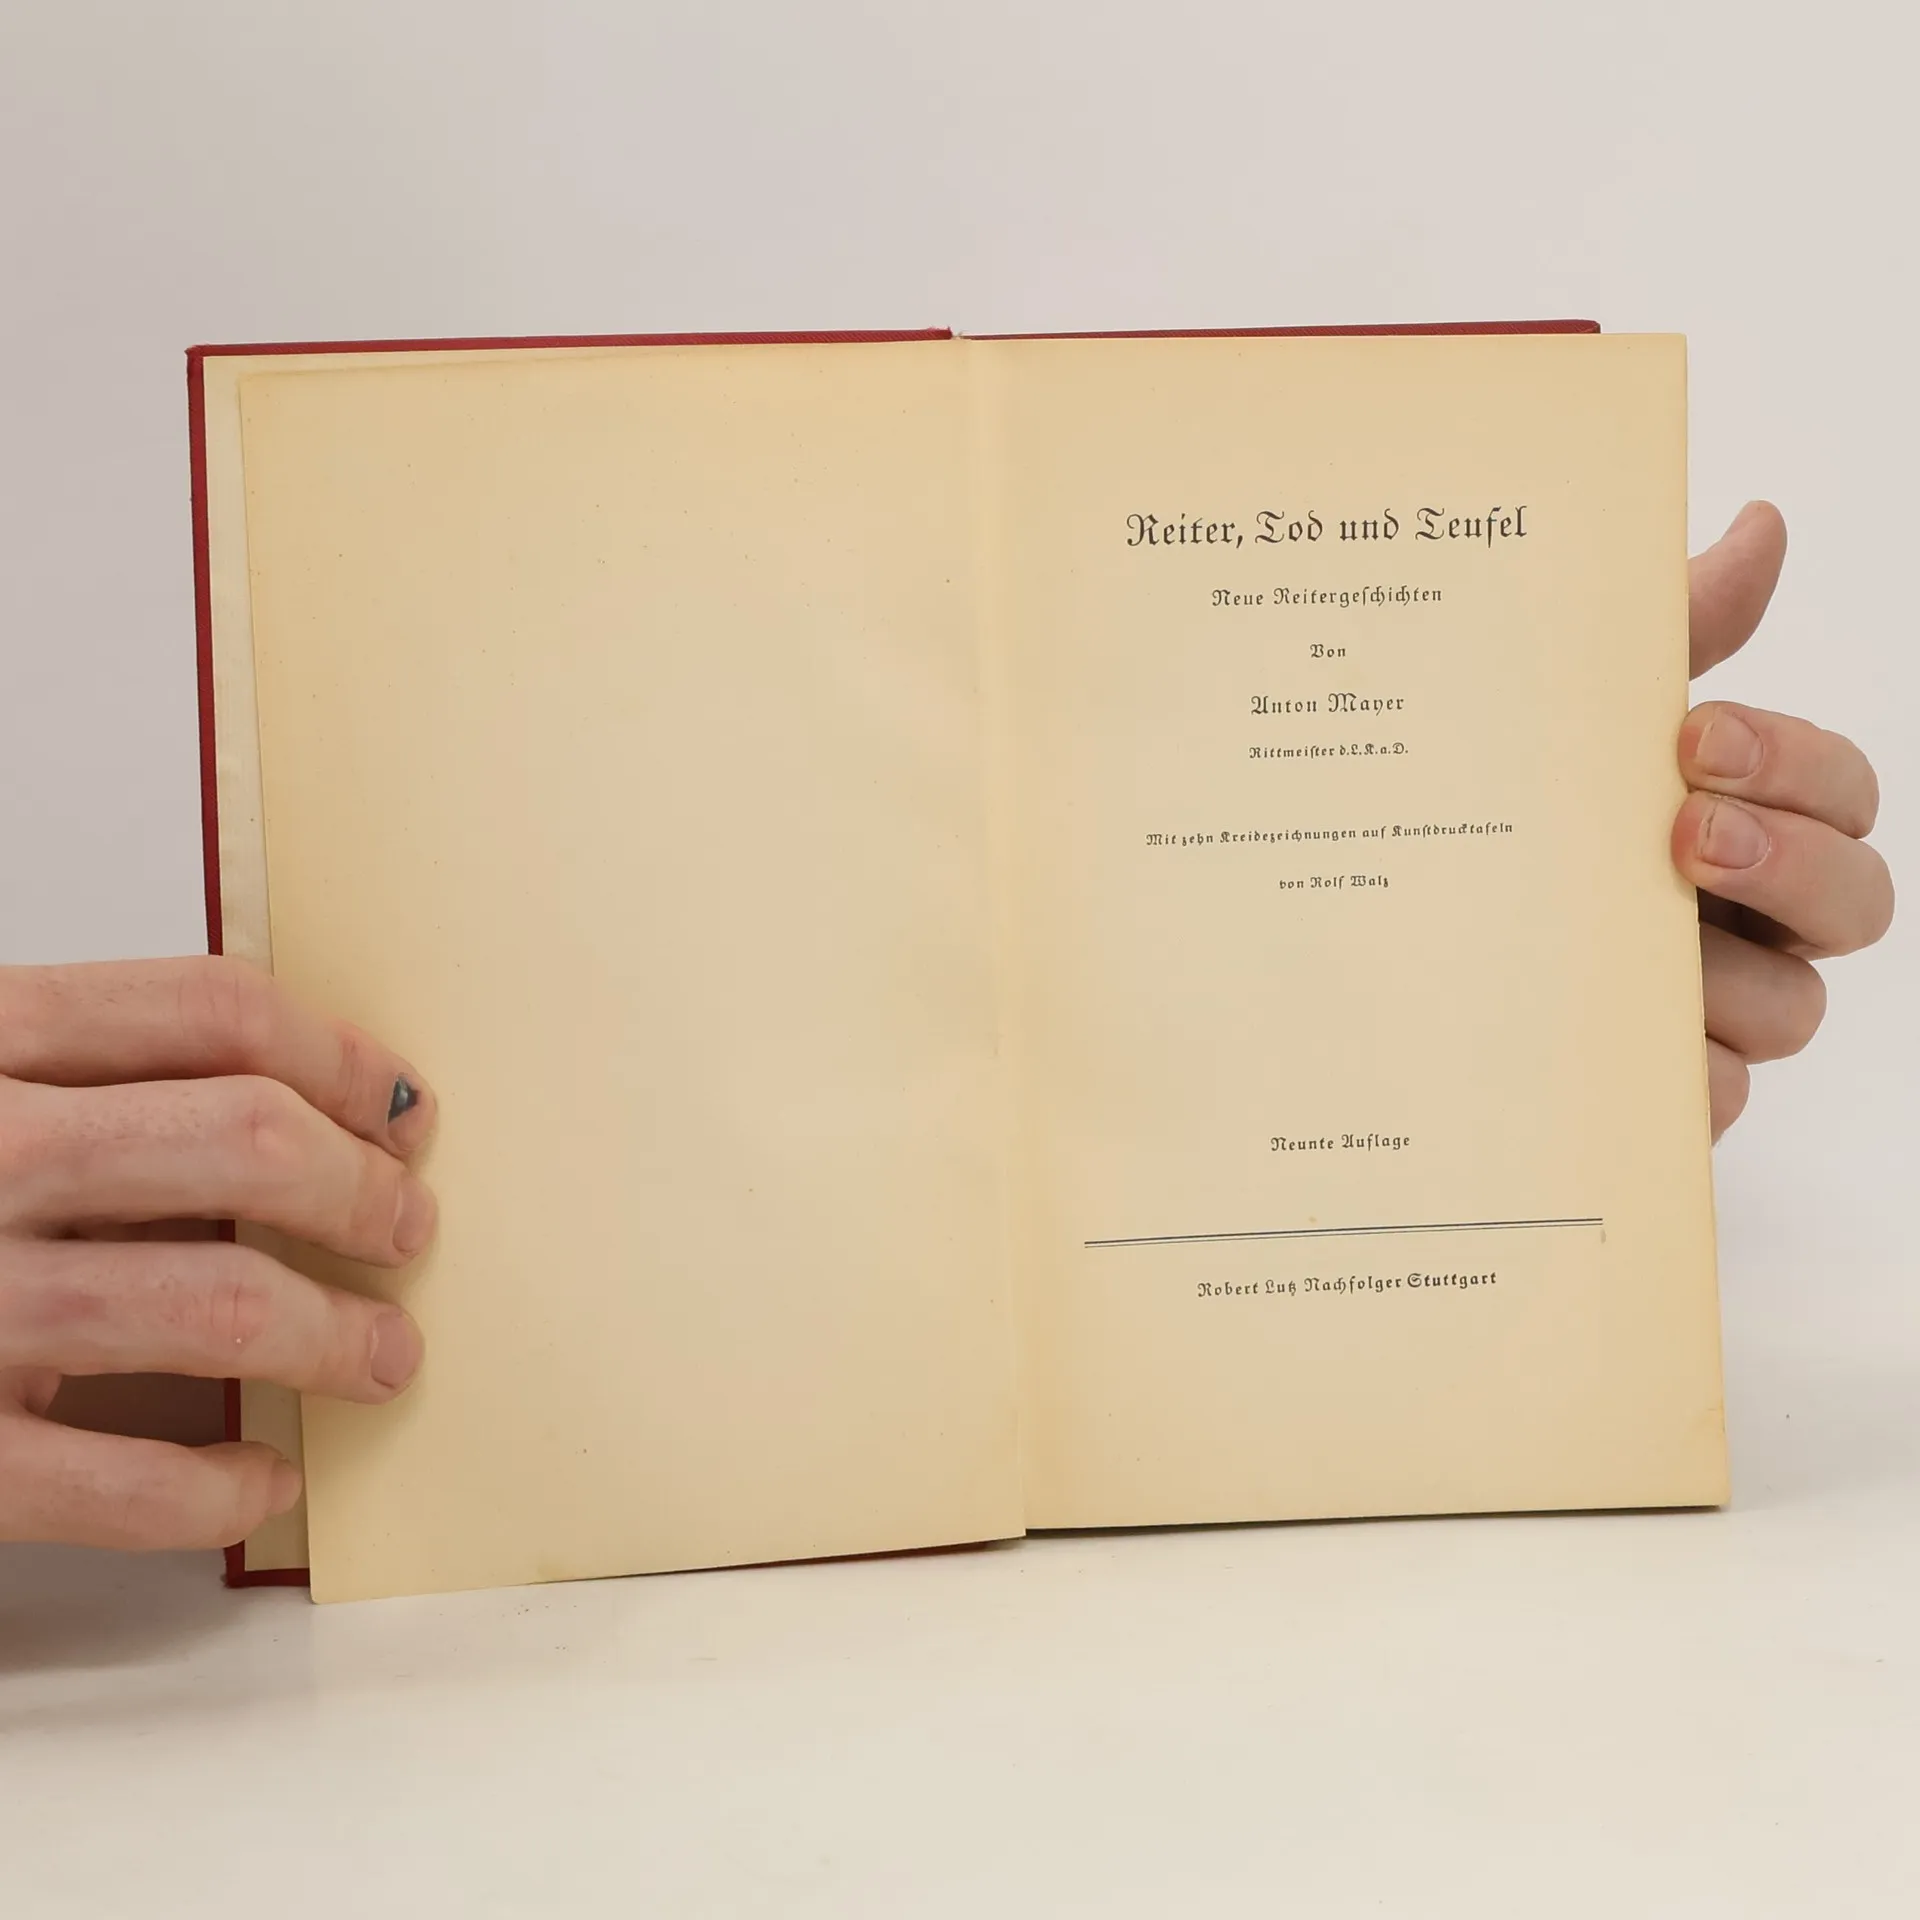 Reiter, Tod und Teufel
Neue Reitergeschichten
Von
Anton Mayer
Rittmeister d.L.K.a.D.
Mit zehn Kreidezeichnungen auf Kunstdrucktafeln
von Rolf Walz
Neunte Auflage
Robert Lutz Nachfolger Stuttgart